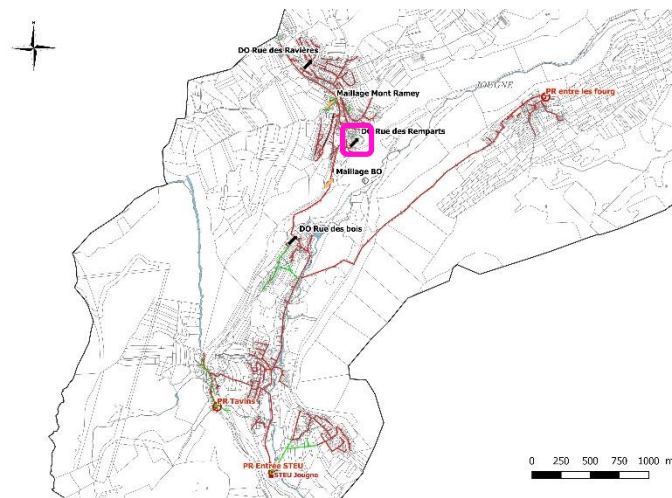 N
DO Rue des Ravières
JOUGNE
Maillage Mont Ramey
PR entre les fourg
DO Rue des Remparts
Maillage BO
DO Rue des bois
PR Tavins
PR Entrée STEU
STEU Jougne
0 250 500 750 1000 m